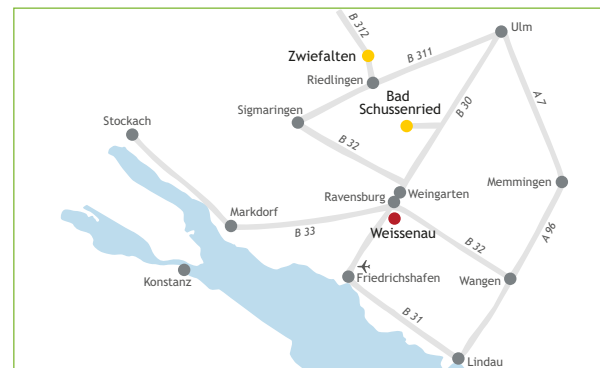 B 312
Ulm
Zwiefalten
B 311
Riedlingen
Bad
Schussenried
B 30
A 7
Sigmaringen
Stockach
B 32
Memmingen
Weingarten
Ravensburg
Markdorf
B 33
Weissenau
B 32
A 96
Konstanz
Friedrichshafen
Wangen
B 31
Lindau